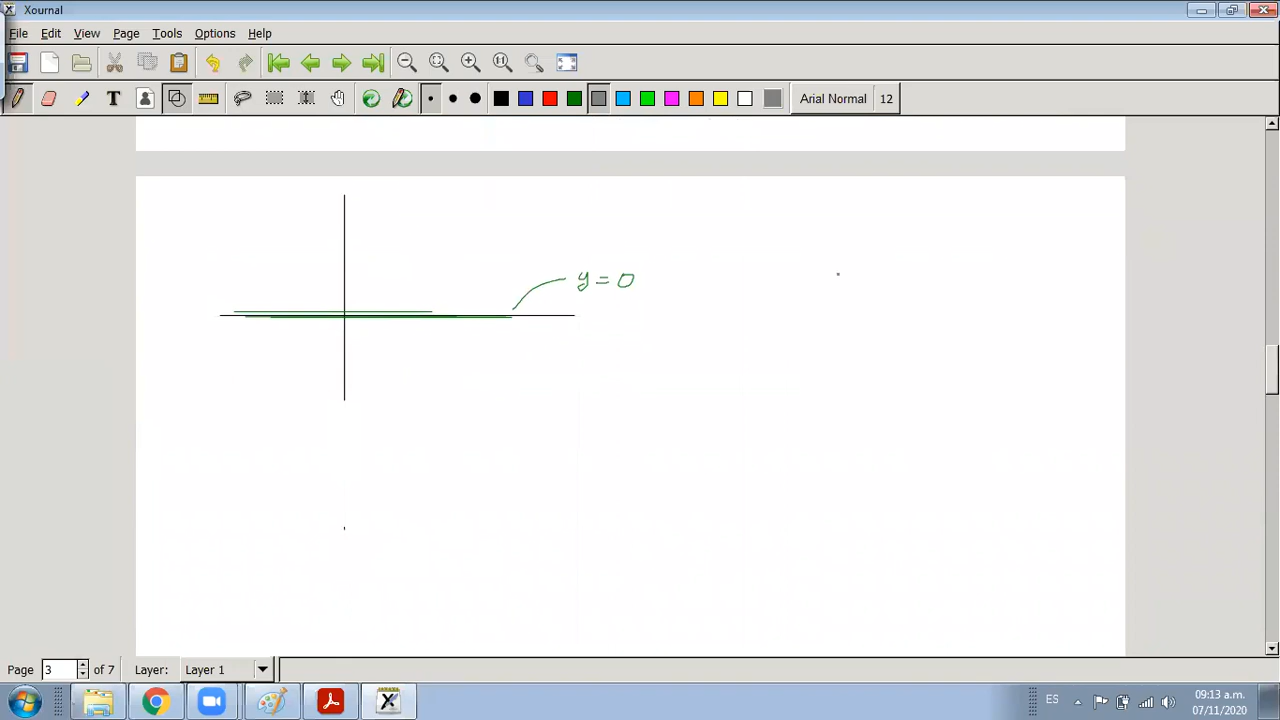 Xournal
File Edit View Page Tools Options Help
Arial Normal 12
y = 0
Page 3 of 7 Layer: Layer 1
ES
09:13 a.m.
07/11/2020